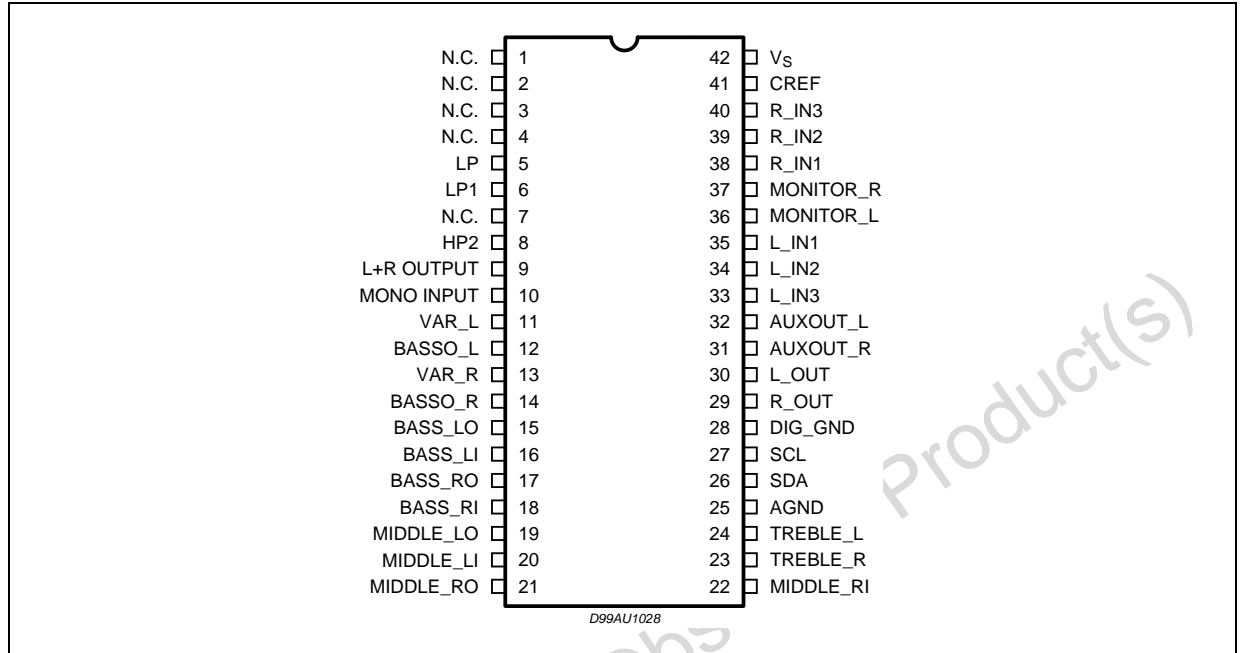 N.C. 1 42 VS
N.C. 2 41 CREF
N.C. 3 40 R_IN3
N.C. 4 39 R_IN2
LP 5 38 R_IN1
LP1 6 37 MONITOR_R
N.C. 7 36 MONITOR_L
HP2 8 35 L_IN1
L+R OUTPUT 9 34 L_IN2
MONO INPUT 10 33 L_IN3
VAR_L 11 32 AUXOUT_L
BASSO_L 12 31 AUXOUT_R
VAR_R 13 30 L_OUT
BASSO_R 14 29 R_OUT
BASS_LO 15 28 DIG_GND
BASS_LI 16 27 SCL
BASS_RO 17 26 SDA
BASS_RI 18 25 AGND
MIDDLE_LO 19 24 TREBLE_L
MIDDLE_LI 20 23 TREBLE_R
MIDDLE_RO 21 22 MIDDLE_RI
D99AU1028
Product(s)
Obs